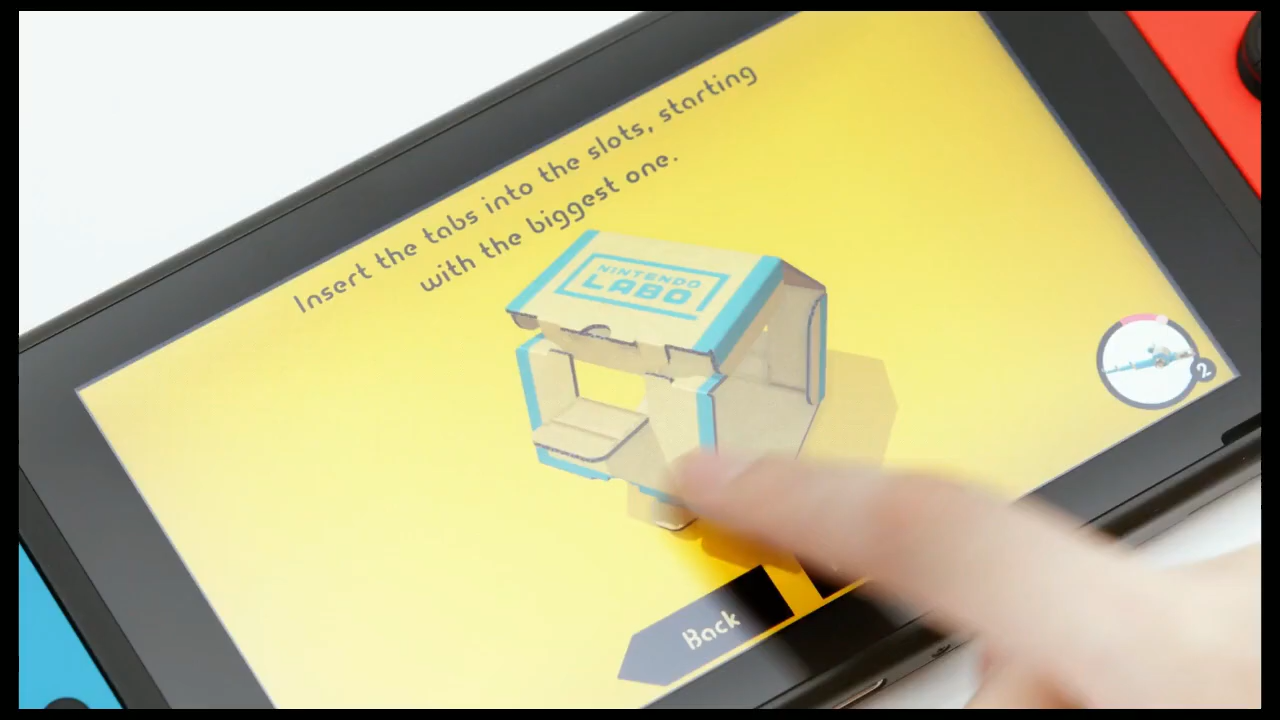 Insert the tabs into the slots, starting
with the biggest one.
NINTENDO
LABO
2
Back